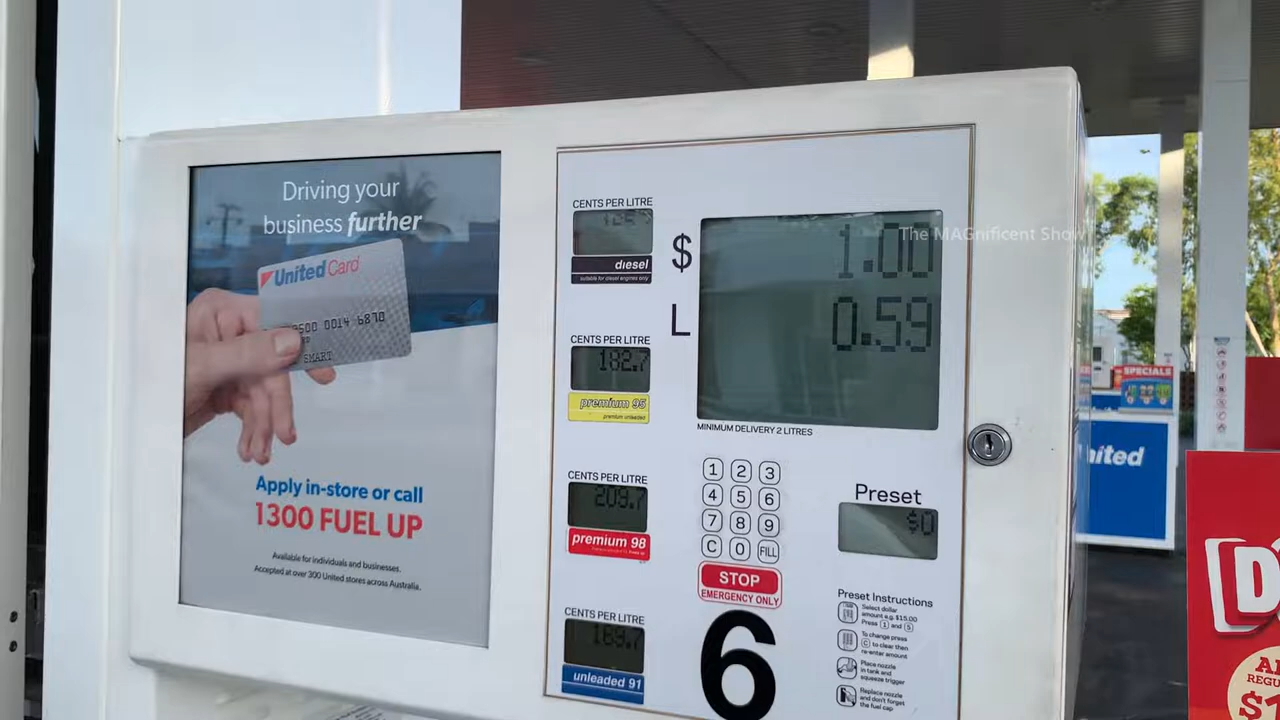 Driving your
business further
United Card
3500 0014 6870
SMART
Apply in-store or call
1300 FUEL UP
Available for individuals and businesses.
Accepted at over 300 United stores across Australia.
CENTS PER LITRE
diesel
suitable for diesel engines only
CENTS PER LITRE
182.7
premium 95
premium unleaded
CENTS PER LITRE
209.7
premium 98
CENTS PER LITRE
169.7
unleaded 91
$ 1.00
L 0.59
The MAGnificent Show
MINIMUM DELIVERY 2 LITRES
1 2 3
4 5 6
7 8 9
C 0 FILL
STOP
EMERGENCY ONLY
6
Preset
$0
Preset Instructions
Select dollar
amount e.g. $15.00
Press 1 and 5
To change press
C to clear then
re-enter amount
Place nozzle
in tank and
squeeze trigger
Replace nozzle
and don't forget
the fuel cap
SPECIALS
nited
D
REGU
$1